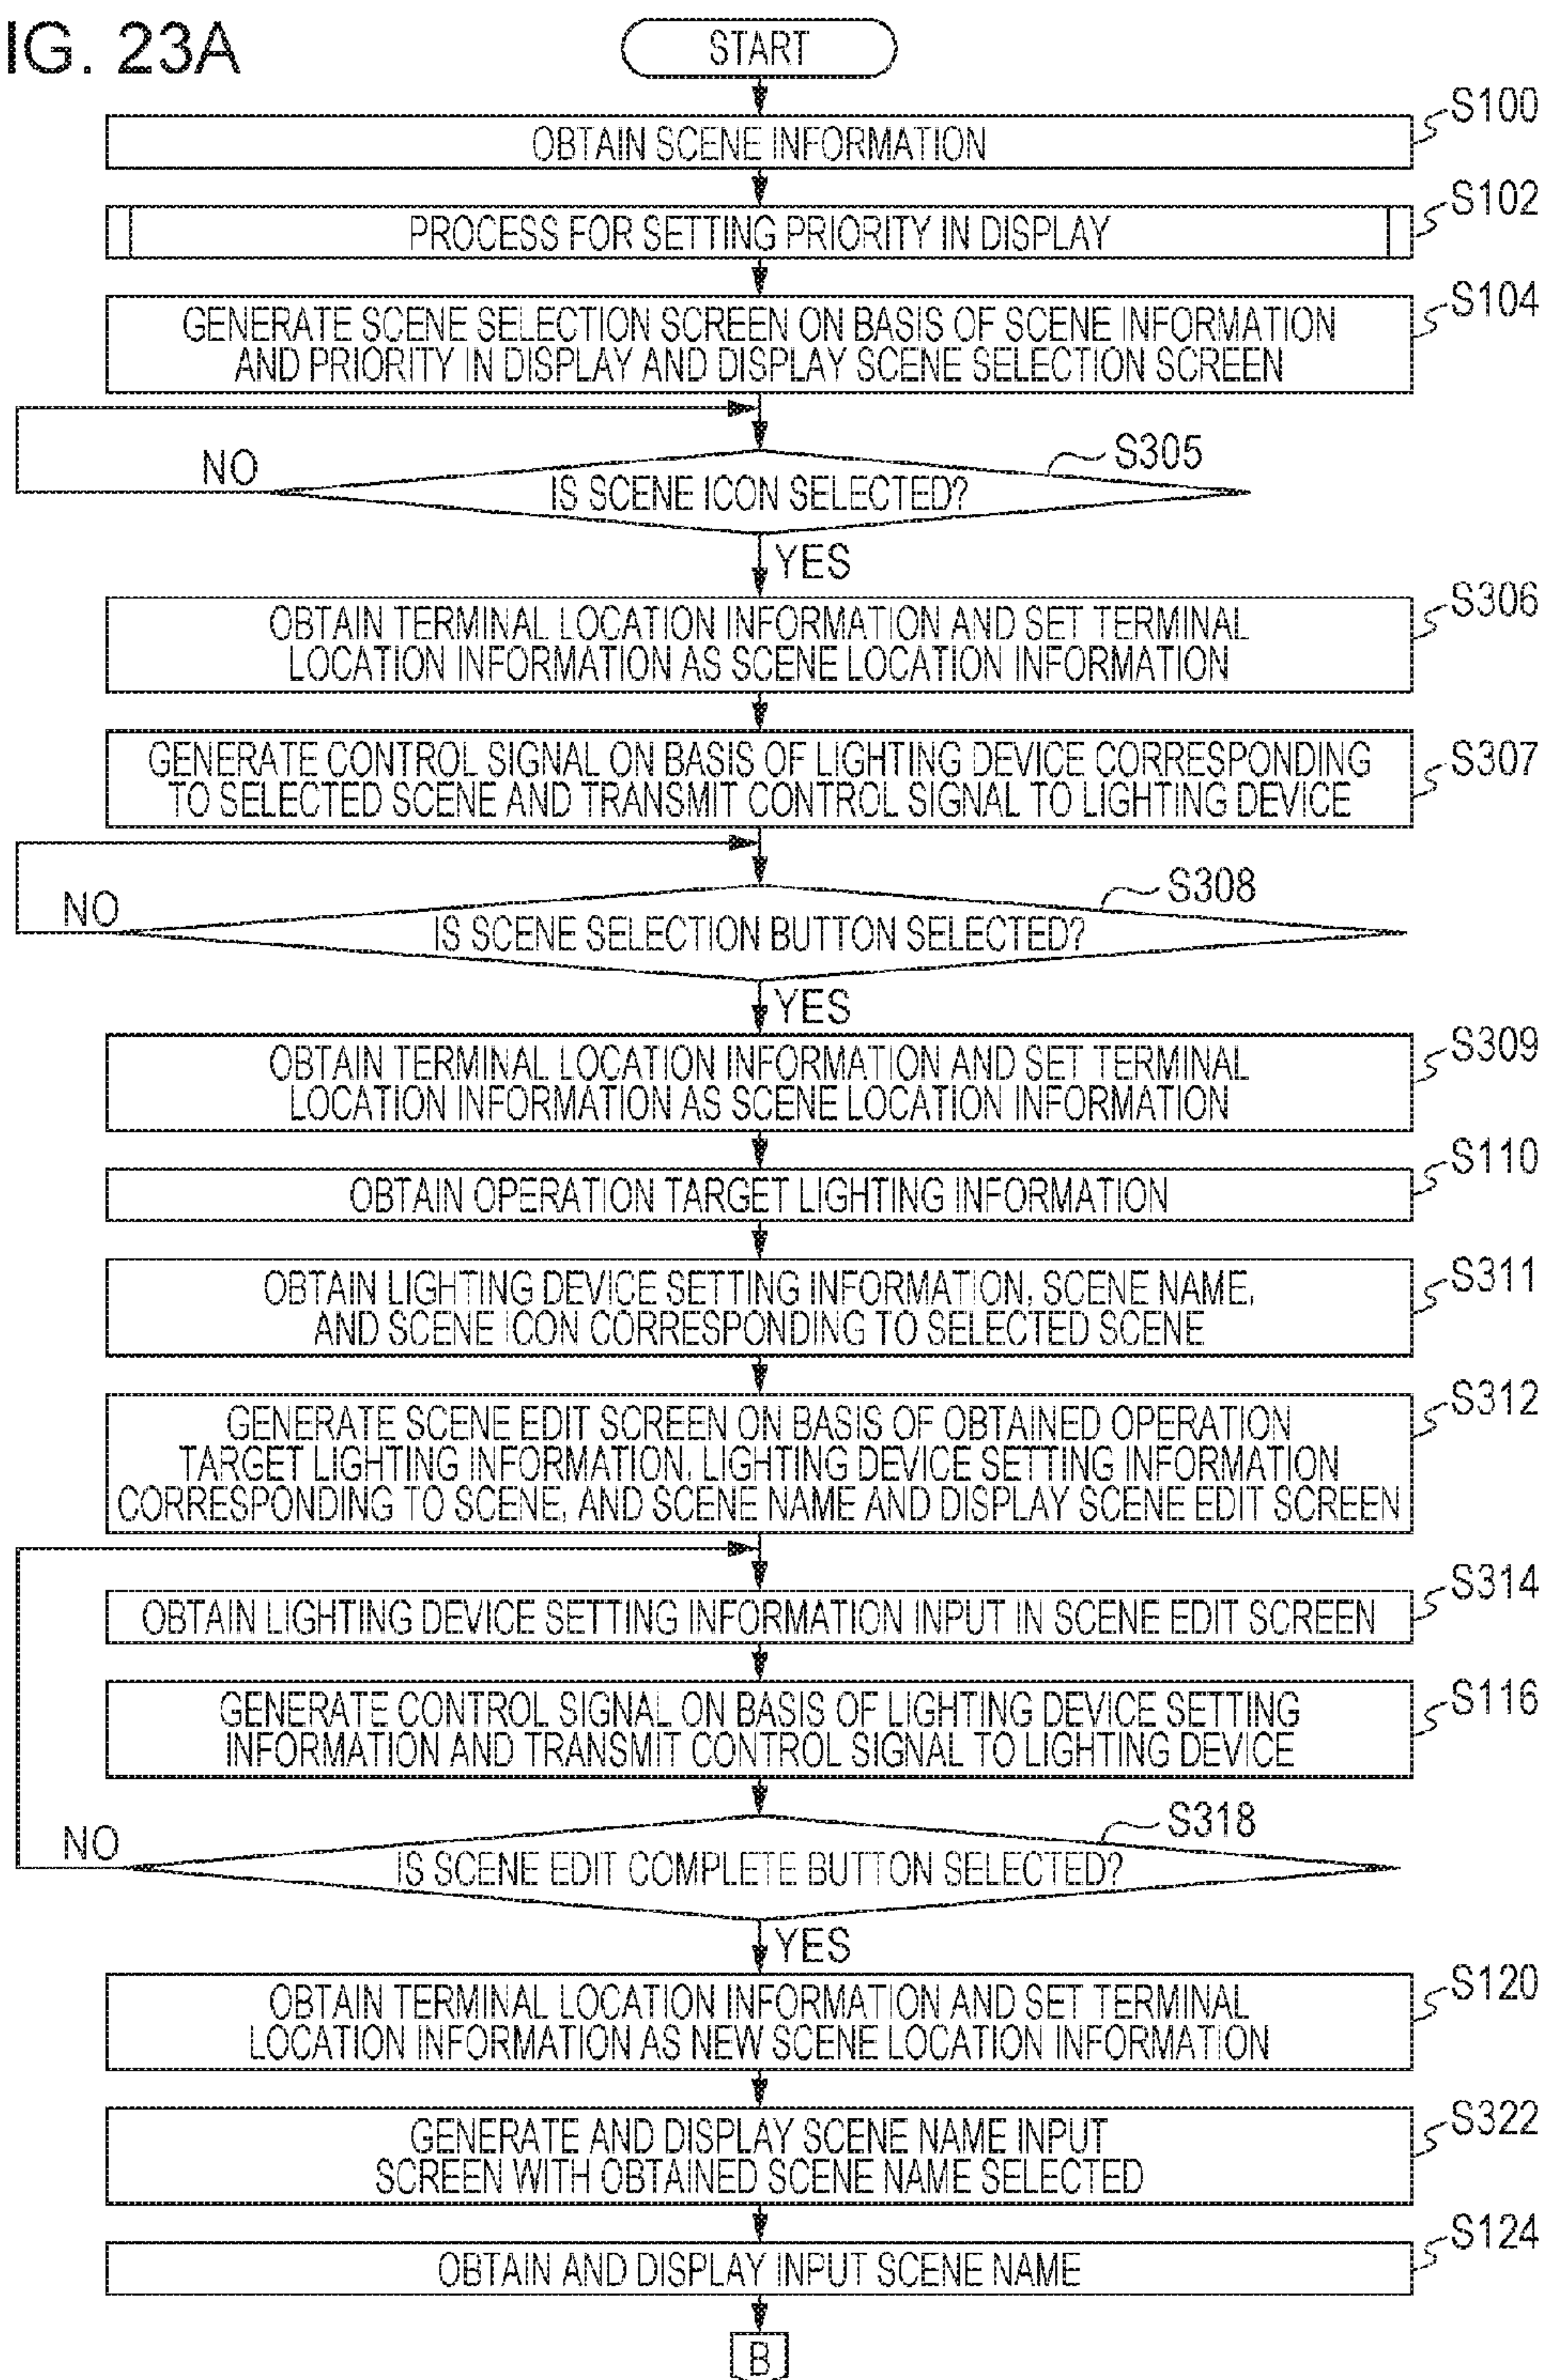 IG. 23A
START
S100
OBTAIN SCENE INFORMATION
S102
PROCESS FOR SETTING PRIORITY IN DISPLAY
S104
GENERATE SCENE SELECTION SCREEN ON BASIS OF SCENE INFORMATION
AND PRIORITY IN DISPLAY AND DISPLAY SCENE SELECTION SCREEN
S305
NO
IS SCENE ICON SELECTED?
YES
S306
OBTAIN TERMINAL LOCATION INFORMATION AND SET TERMINAL
LOCATION INFORMATION AS SCENE LOCATION INFORMATION
S307
GENERATE CONTROL SIGNAL ON BASIS OF LIGHTING DEVICE CORRESPONDING
TO SELECTED SCENE AND TRANSMIT CONTROL SIGNAL TO LIGHTING DEVICE
S308
NO
IS SCENE SELECTION BUTTON SELECTED?
YES
S309
OBTAIN TERMINAL LOCATION INFORMATION AND SET TERMINAL
LOCATION INFORMATION AS SCENE LOCATION INFORMATION
S110
OBTAIN OPERATION TARGET LIGHTING INFORMATION
S311
OBTAIN LIGHTING DEVICE SETTING INFORMATION, SCENE NAME,
AND SCENE ICON CORRESPONDING TO SELECTED SCENE
S312
GENERATE SCENE EDIT SCREEN ON BASIS OF OBTAINED OPERATION
TARGET LIGHTING INFORMATION, LIGHTING DEVICE SETTING INFORMATION
CORRESPONDING TO SCENE, AND SCENE NAME AND DISPLAY SCENE EDIT SCREEN
S314
OBTAIN LIGHTING DEVICE SETTING INFORMATION INPUT IN SCENE EDIT SCREEN
S116
GENERATE CONTROL SIGNAL ON BASIS OF LIGHTING DEVICE SETTING
INFORMATION AND TRANSMIT CONTROL SIGNAL TO LIGHTING DEVICE
S318
NO
IS SCENE EDIT COMPLETE BUTTON SELECTED?
YES
S120
OBTAIN TERMINAL LOCATION INFORMATION AND SET TERMINAL
LOCATION INFORMATION AS NEW SCENE LOCATION INFORMATION
S322
GENERATE AND DISPLAY SCENE NAME INPUT
SCREEN WITH OBTAINED SCENE NAME SELECTED
S124
OBTAIN AND DISPLAY INPUT SCENE NAME
B